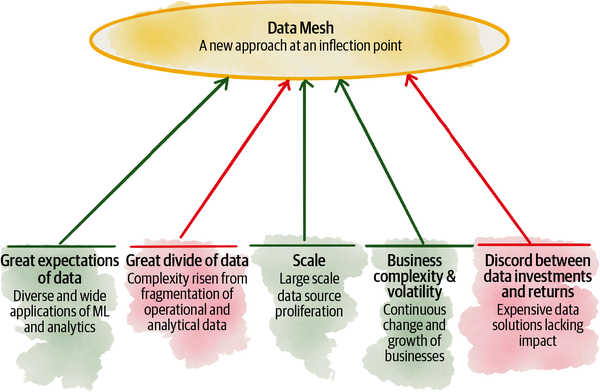 Data Mesh
A new approach at an inflection point
Great expectations
of data
Diverse and wide
applications of ML
and analytics
Great divide of data
Complexity risen from
fragmentation of
operational and
analytical data
Scale
Large scale
data source
proliferation
Business
complexity &
volatility
Continuous
change and
growth of
businesses
Discord between
data investments
and returns
Expensive data
solutions lacking
impact